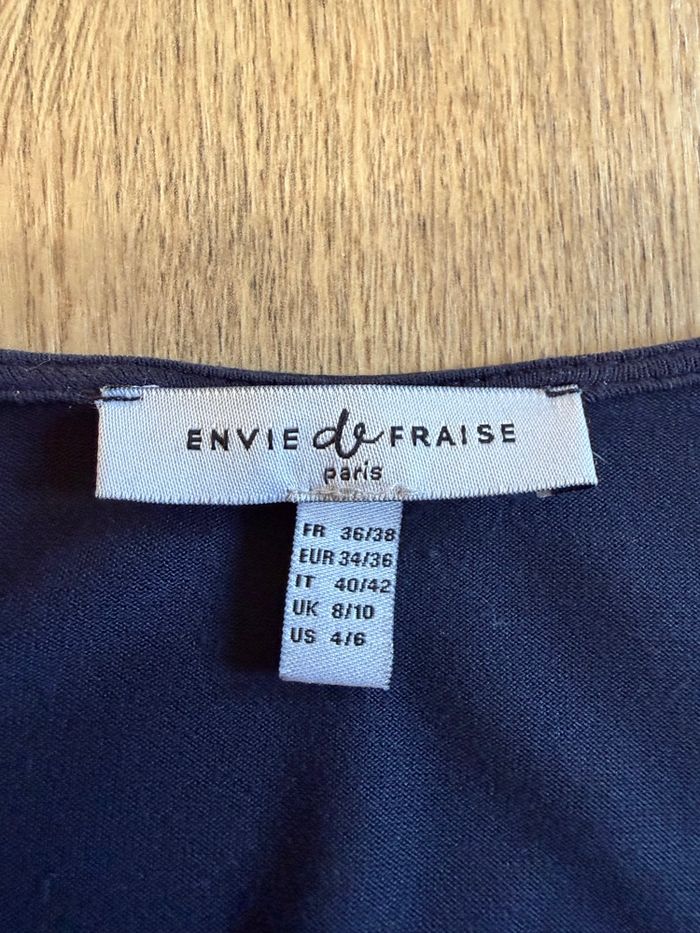 ENVIE de FRAISE
paris
FR 36/38
EUR 34/36
IT 40/42
UK 8/10
US 4/6